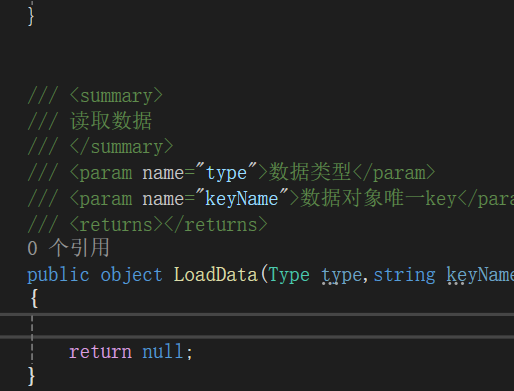 }
/// <summary>
/// 读取数据
/// </summary>
/// <param name="type">数据类型</param>
/// <param name="keyName">数据对象唯一key</para
/// <returns></returns>
0 个引用
public object LoadData(Type type,string keyName
{
return null;
}